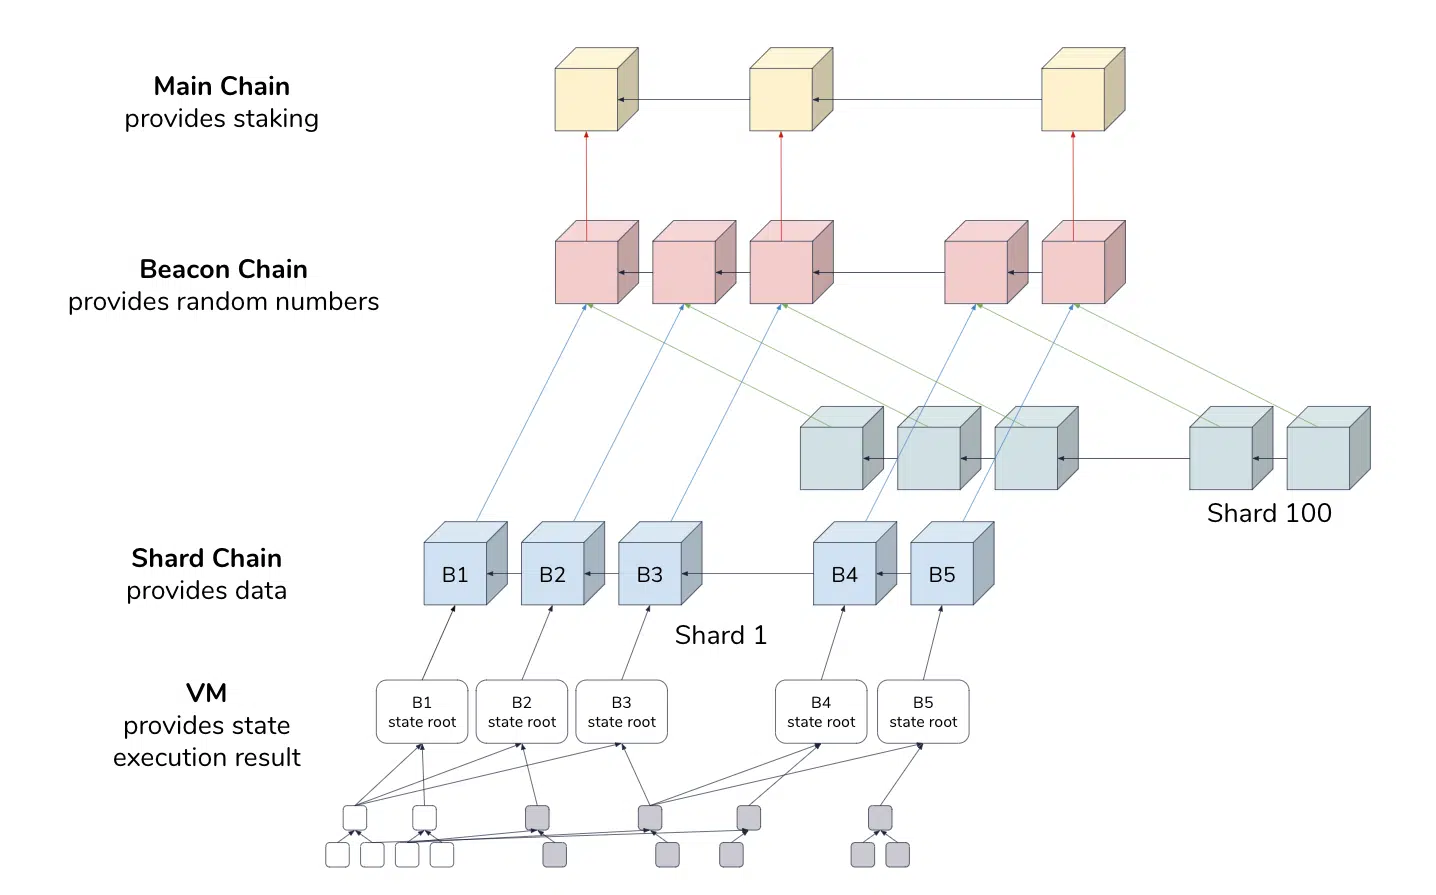 Main Chain
provides staking
Beacon Chain
provides random numbers
Shard 100
Shard Chain
provides data
B1
B2
B3
B4
B5
Shard 1
VM
provides state
execution result
B1
state root
B2
state root
B3
state root
B4
state root
B5
state root